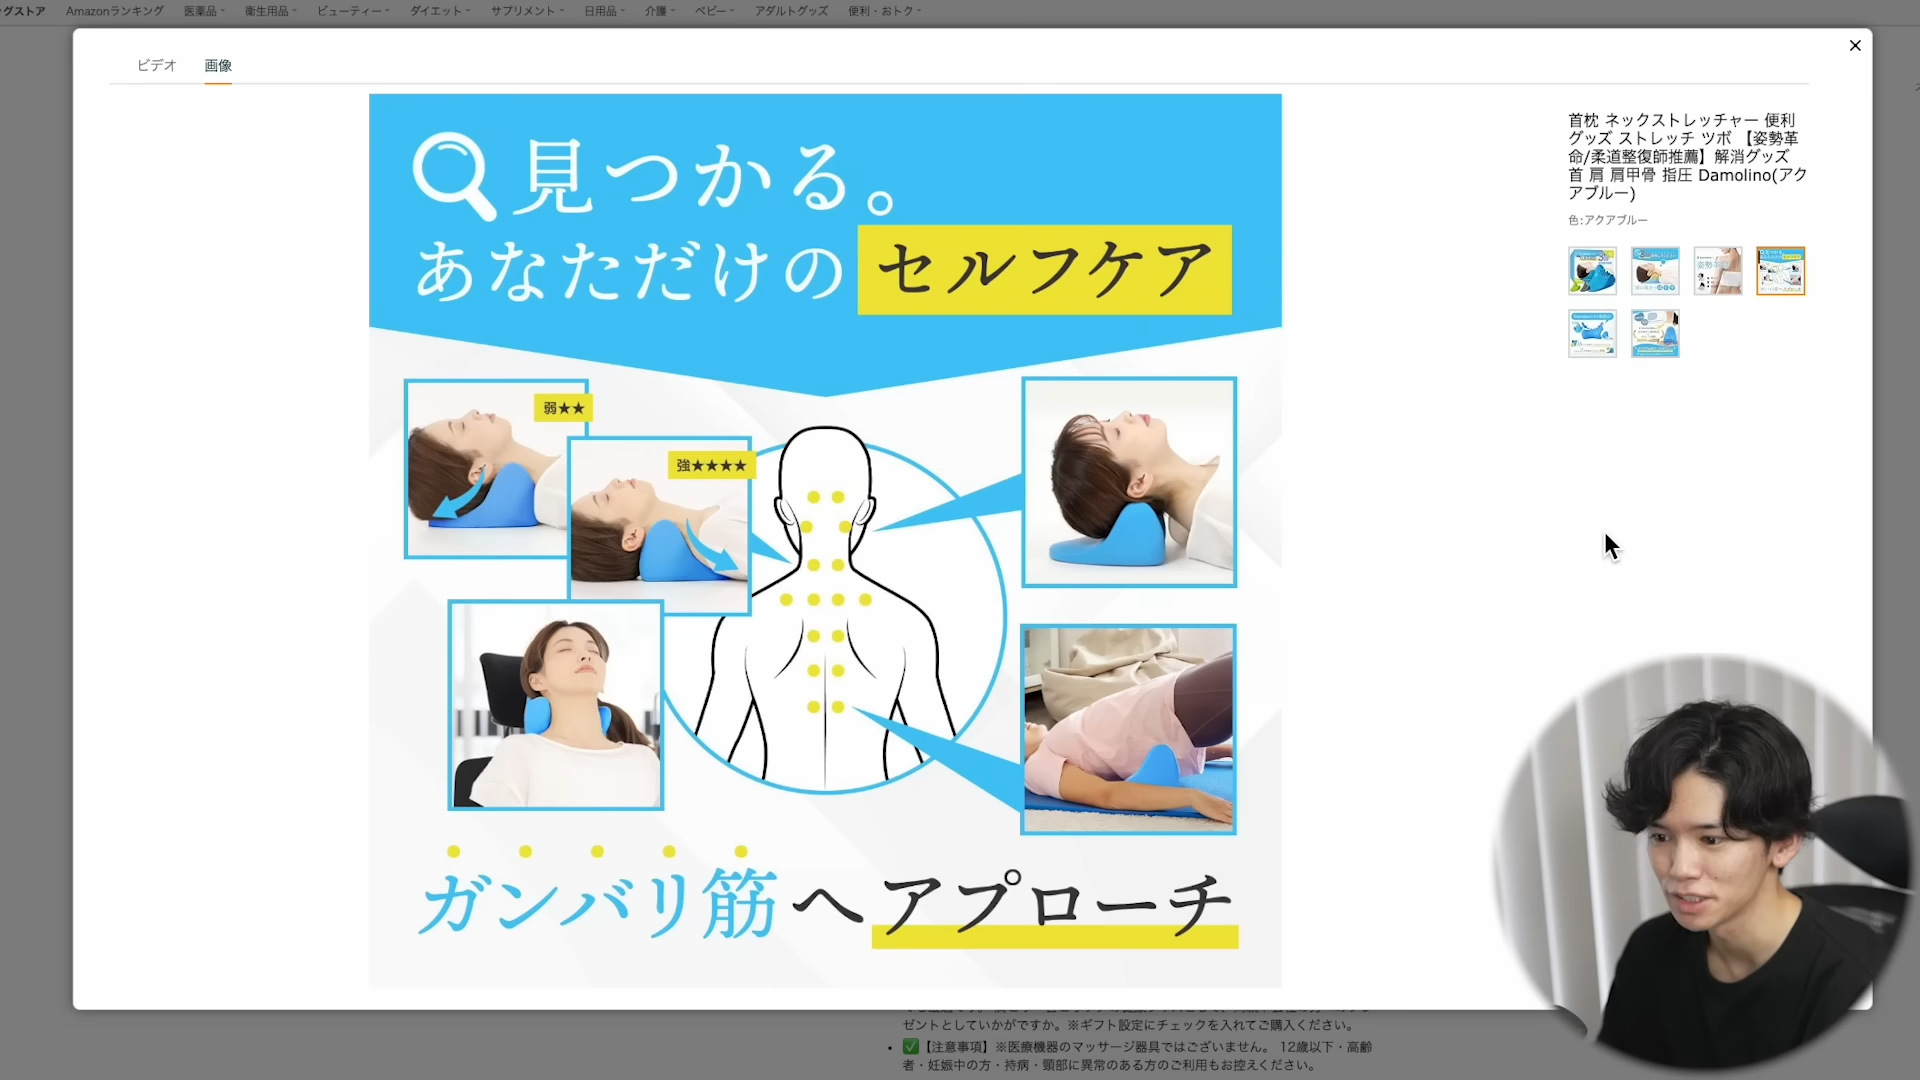 グストア Amazonランキング 医薬品 衛生用品 ビューティー ダイエット サプリメント 日用品 介護 ベビー アダルトグッズ 便利・おトク
ビデオ 画像
見つかる。
あなただけの セルフケア
弱★★
強★★★★
ガンバリ筋へアプローチ
首枕 ネックストレッチャー 便利
グッズ ストレッチ ツボ 【姿勢革
命/柔道整復師推薦】解消グッズ
首 肩 肩甲骨 指圧 Damolino(アク
アブルー)
色:アクアブルー
ゼントとしていかがですか。※ギフト設定にチェックを入れてご購入ください。
• ✅【注意事項】※医療機器のマッサージ器具ではございません。 12歳以下・高齢
者・妊娠中の方・持病・頸部に異常のある方のご利用もお控えください。